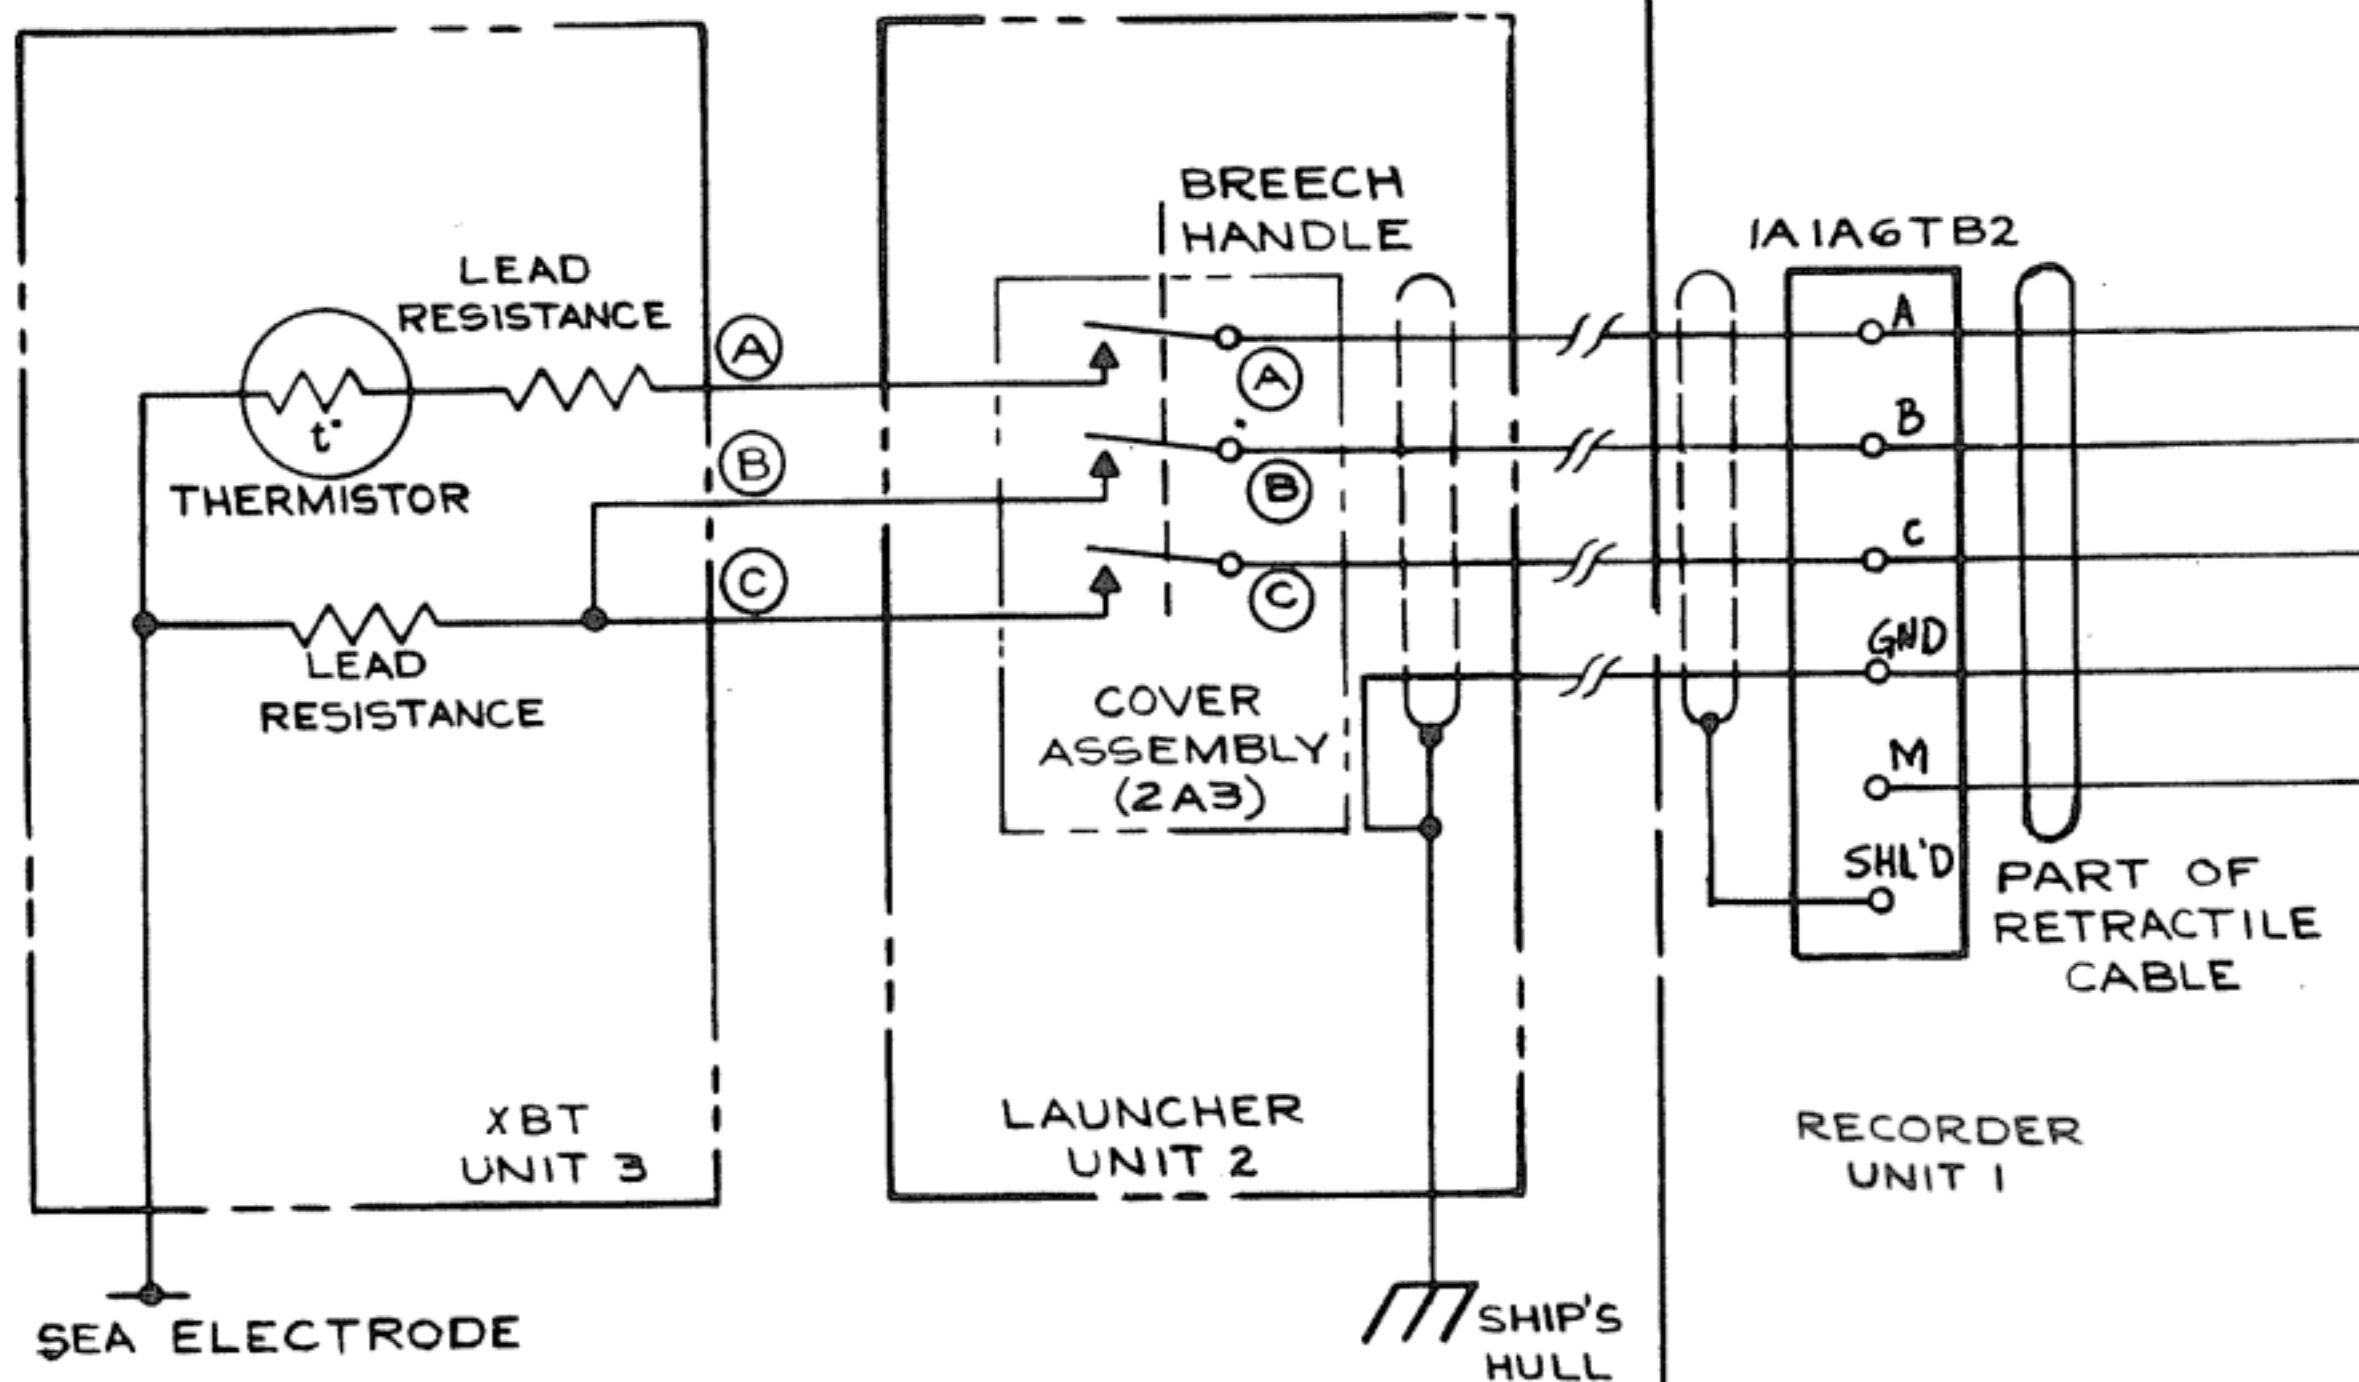 BREECH
HANDLE
1A1A6TB2
LEAD
RESISTANCE
A
A
A
t°
THERMISTOR
B
B
B
C
C
C
LEAD
RESISTANCE
GND
COVER
ASSEMBLY
(2A3)
M
SHL'D
PART OF
RETRACTILE
CABLE
XBT
UNIT 3
LAUNCHER
UNIT 2
RECORDER
UNIT 1
SEA ELECTRODE
SHIP'S
HULL